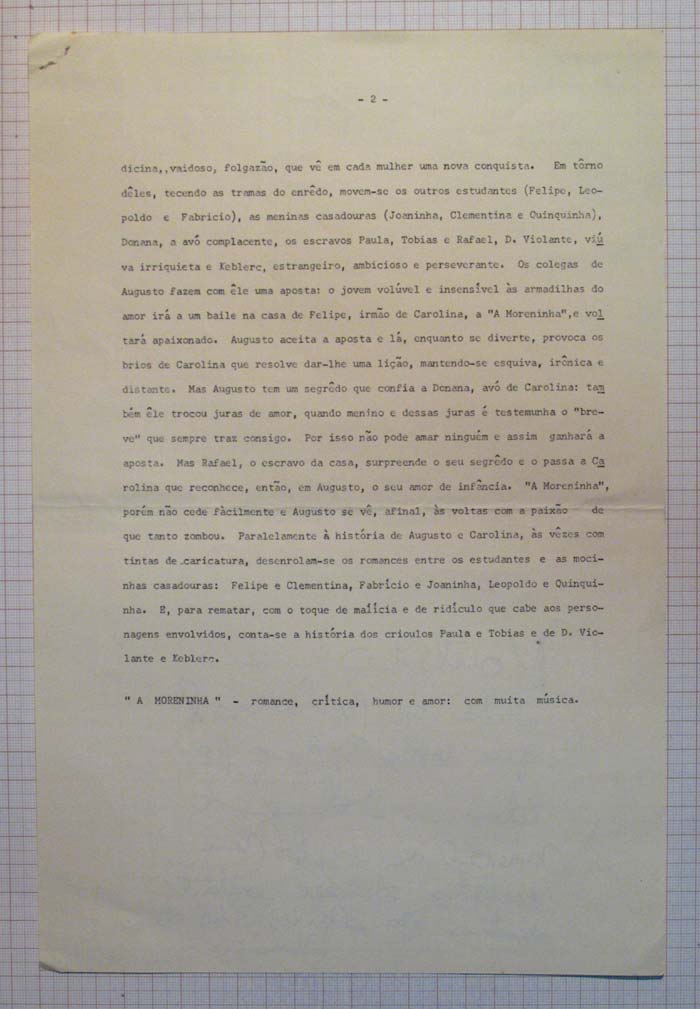 - 2 -
dicina,,vaidoso, folgazão, que vê em cada mulher uma nova conquista. Em tôrno
dêles, tecendo as tramas do enrêdo, movem-se os outros estudantes (Felipe, Leo-
poldo e Fabricio), as meninas casadouras (Joaninha, Clementina e Quinquinha),
Donana, a avó complacente, os escravos Paula, Tobias e Rafael, D. Violante, viú
va irriquieta e Keblerc, estrangeiro, ambicioso e perseverante. Os colegas de
Augusto fazem com êle uma aposta: o jovem volúvel e insensível às armadilhas do
amor irá a um baile na casa de Felipe, irmão de Carolina, a "A Moreninha",e vol
tará apaixonado. Augusto aceita a aposta e lá, enquanto se diverte, provoca os
brios de Carolina que resolve dar-lhe uma lição, mantendo-se esquiva, irônica e
distante. Mas Augusto tem um segrêdo que confia a Donana, avó de Carolina: tam
bém êle trocou juras de amor, quando menino e dessas juras é testemunha o "bre-
ve" que sempre traz consigo. Por isso não pode amar ninguém e assim ganhará a
aposta. Mas Rafael, o escravo da casa, surpreende o seu segrêdo e o passa a Ca
rolina que reconhece, então, em Augusto, o seu amor de infância. "A Moreninha",
porém não cede fàcilmente e Augusto se vê, afinal, às voltas com a paixão de
que tanto zombou. Paralelamente à história de Augusto e Carolina, às vêzes com
tintas de caricatura, desenrolam-se os romances entre os estudantes e as moci-
nhas casadouras: Felipe e Clementina, Fabrício e Joaninha, Leopoldo e Quinqui-
nha. E, para rematar, com o toque de malícia e de ridículo que cabe aos perso-
nagens envolvidos, conta-se a história dos crioulos Paula e Tobias e de D. Vio-
lante e Keblerc.
" A MORENINHA " - romance, crítica, humor e amor: com muita música.